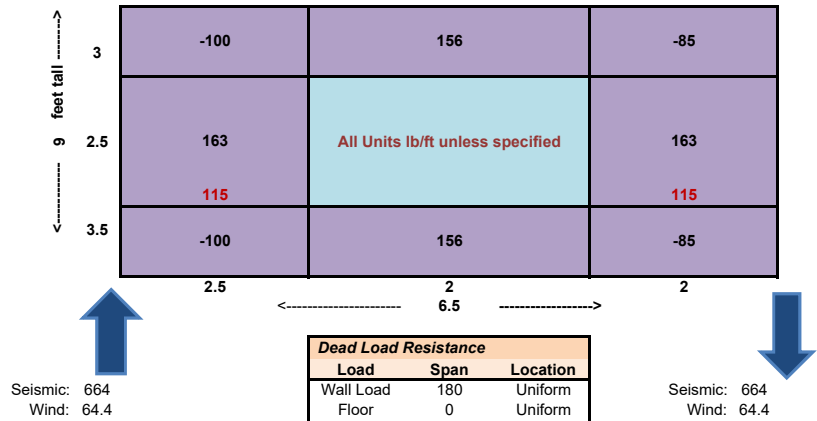 -100 156 -85
3
<------------ 9 feet tall ------->
2.5 163 All Units lb/ft unless specified 163
115 115
3.5
-100 156 -85
2.5 2 2
<---------------------- 6.5 ----------------->
Dead Load Resistance
Load Span Location
Seismic: 664 Wall Load 180 Uniform Seismic: 664
Wind: 64.4 Floor 0 Uniform Wind: 64.4